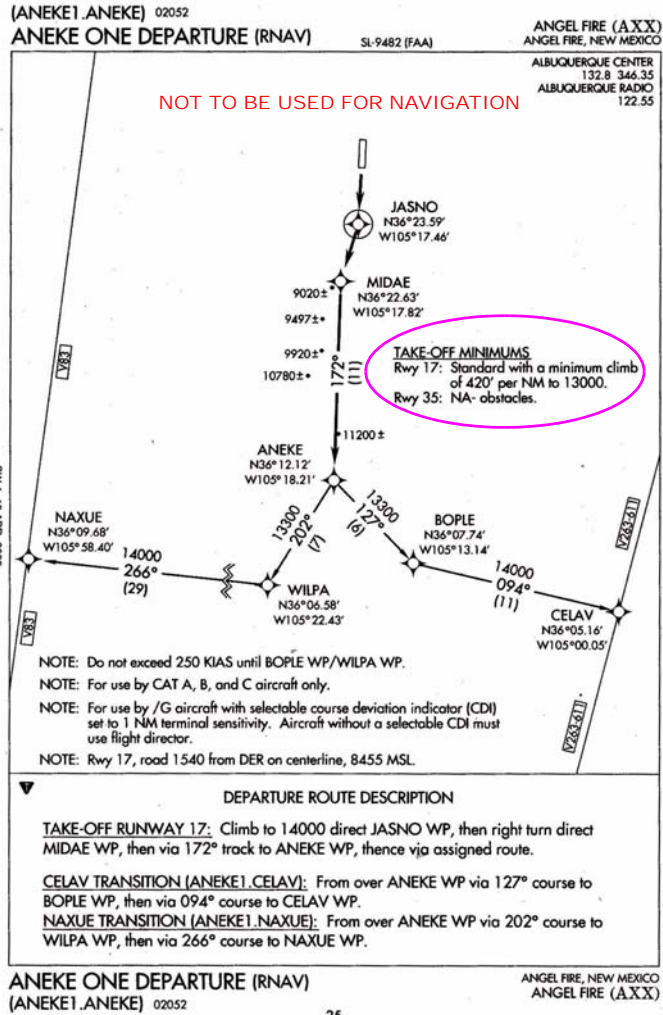 (ANEKE1.ANEKE) 02052
ANEKE ONE DEPARTURE (RNAV)
SL-9482 (FAA)
ANGEL FIRE (AXX)
ANGEL FIRE, NEW MEXICO
ALBUQUERQUE CENTER
132.8 346.35
ALBUQUERQUE RADIO
122.55
NOT TO BE USED FOR NAVIGATION
JASNO
N36°23.59'
W105°17.46'
MIDAE
N36°22.63'
W105°17.82'
9020±
9497±
9920±
10780±
172°
(11)
11200±
TAKE-OFF MINIMUMS
Rwy 17: Standard with a minimum climb
of 420' per NM to 13000.
Rwy 35: NA- obstacles.
V83
ANEKE
N36°12.12'
W105°18.21'
13300
202°
(7)
13300
127°
(6)
NAXUE
N36°09.68'
W105°58.40'
14000
266°
(29)
WILPA
N36°06.58'
W105°22.43'
BOPLE
N36°07.74'
W105°13.14'
14000
094°
(11)
V263-611
CELAV
N36°05.16'
W105°00.05'
V83
V263-611
NOTE: Do not exceed 250 KIAS until BOPLE WP/WILPA WP.
NOTE: For use by CAT A, B, and C aircraft only.
NOTE: For use by /G aircraft with selectable course deviation indicator (CDI)
set to 1 NM terminal sensitivity. Aircraft without a selectable CDI must
use flight director.
NOTE: Rwy 17, road 1540 from DER on centerline, 8455 MSL.
T
DEPARTURE ROUTE DESCRIPTION
TAKE-OFF RUNWAY 17: Climb to 14000 direct JASNO WP, then right turn direct
MIDAE WP, then via 172° track to ANEKE WP, thence via assigned route.
CELAV TRANSITION (ANEKE1.CELAV): From over ANEKE WP via 127° course to
BOPLE WP, then via 094° course to CELAV WP.
NAXUE TRANSITION (ANEKE1.NAXUE): From over ANEKE WP via 202° course to
WILPA WP, then via 266° course to NAXUE WP.
ANEKE ONE DEPARTURE (RNAV)
(ANEKE1.ANEKE) 02052
ANGEL FIRE, NEW MEXICO
ANGEL FIRE (AXX)